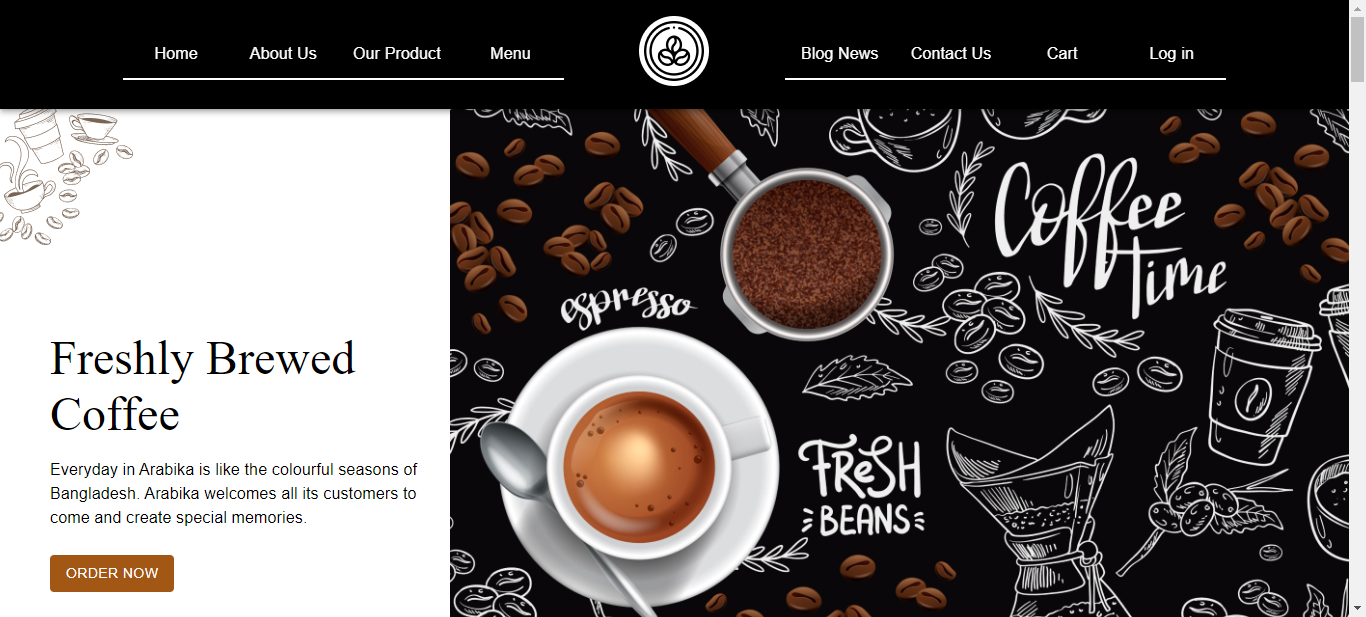 Home About Us Our Product Menu Blog News Contact Us Cart Log in
Coffee
time
espresso
Freshly Brewed
Coffee
Everyday in Arabika is like the colourful seasons of
Bangladesh. Arabika welcomes all its customers to
come and create special memories.
ORDER NOW
FReSH
BEANS